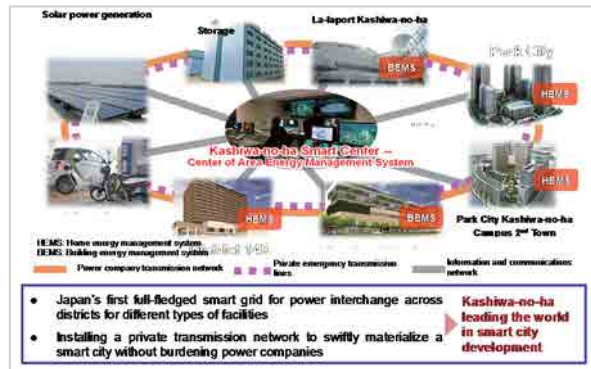 Solar power generation
Storage
La-laport Kashiwa-no-ha
Park City
BEMS
HEMS
Kashiwa-no-ha Smart Center --
Center of Area Energy Management System
HEMS
HEMS
BEMS
Park City Kashiwa-no-ha
Campus 2nd Town
HEMS: Home energy management system
BEMS: Building energy management system
Power company transmission network
Private emergency transmission
lines
Information and communications
network
● Japan's first full-fledged smart grid for power interchange across
districts for different types of facilities
● Installing a private transmission network to swiftly materialize a
smart city without burdening power companies
Kashiwa-no-ha
leading the world
in smart city
development